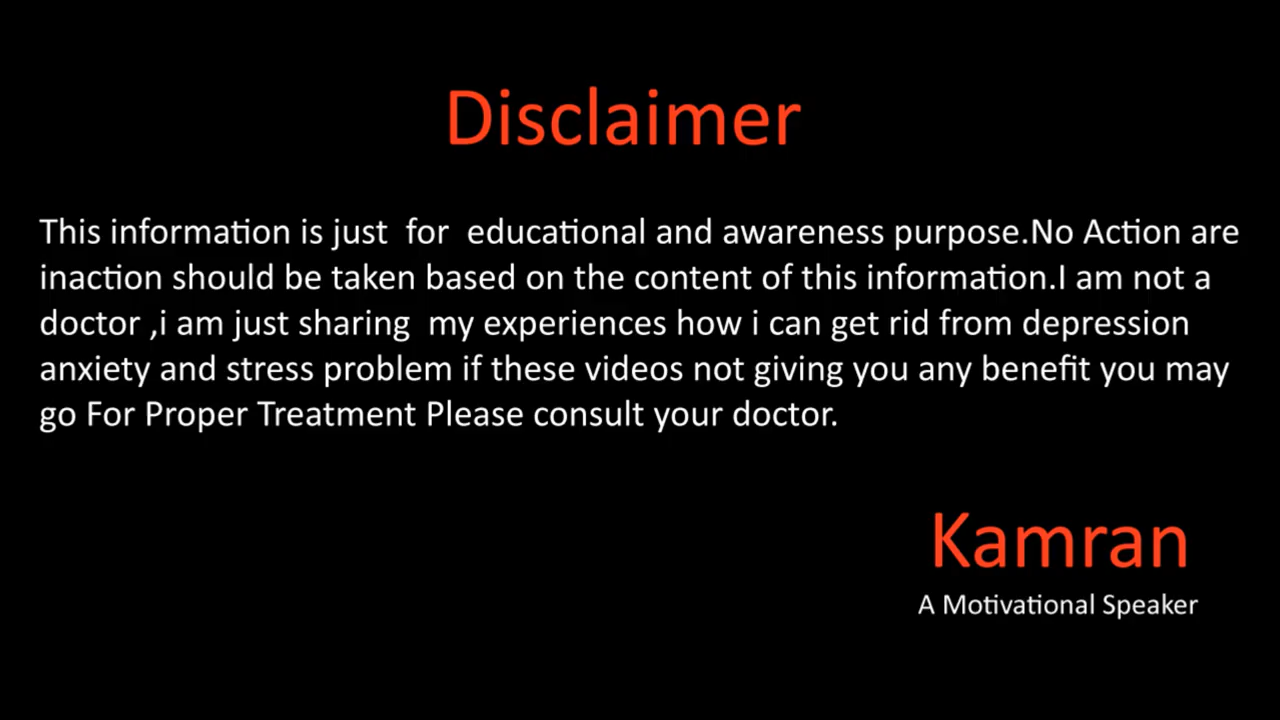 Disclaimer
This information is just  for  educational and awareness purpose.No Action are
inaction should be taken based on the content of this information.I am not a
doctor ,i am just sharing  my experiences how i can get rid from depression
anxiety and stress problem if these videos not giving you any benefit you may
go For Proper Treatment Please consult your doctor.
Kamran
A Motivational Speaker